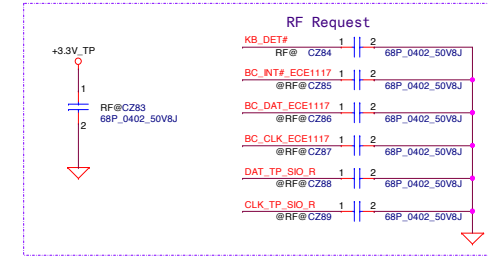 RF Request
+3.3V_TP
1
RF@CZ83
68P_0402_50V8J
2
KB_DET# 1 2
RF@ CZ84 68P_0402_50V8J
BC_INT#_ECE1117 1 2
@RF@CZ85 68P_0402_50V8J
BC_DAT_ECE1117 1 2
@RF@CZ86 68P_0402_50V8J
BC_CLK_ECE1117 1 2
@RF@CZ87 68P_0402_50V8J
DAT_TP_SIO_R 1 2
@RF@CZ88 68P_0402_50V8J
CLK_TP_SIO_R 1 2
@RF@CZ89 68P_0402_50V8J